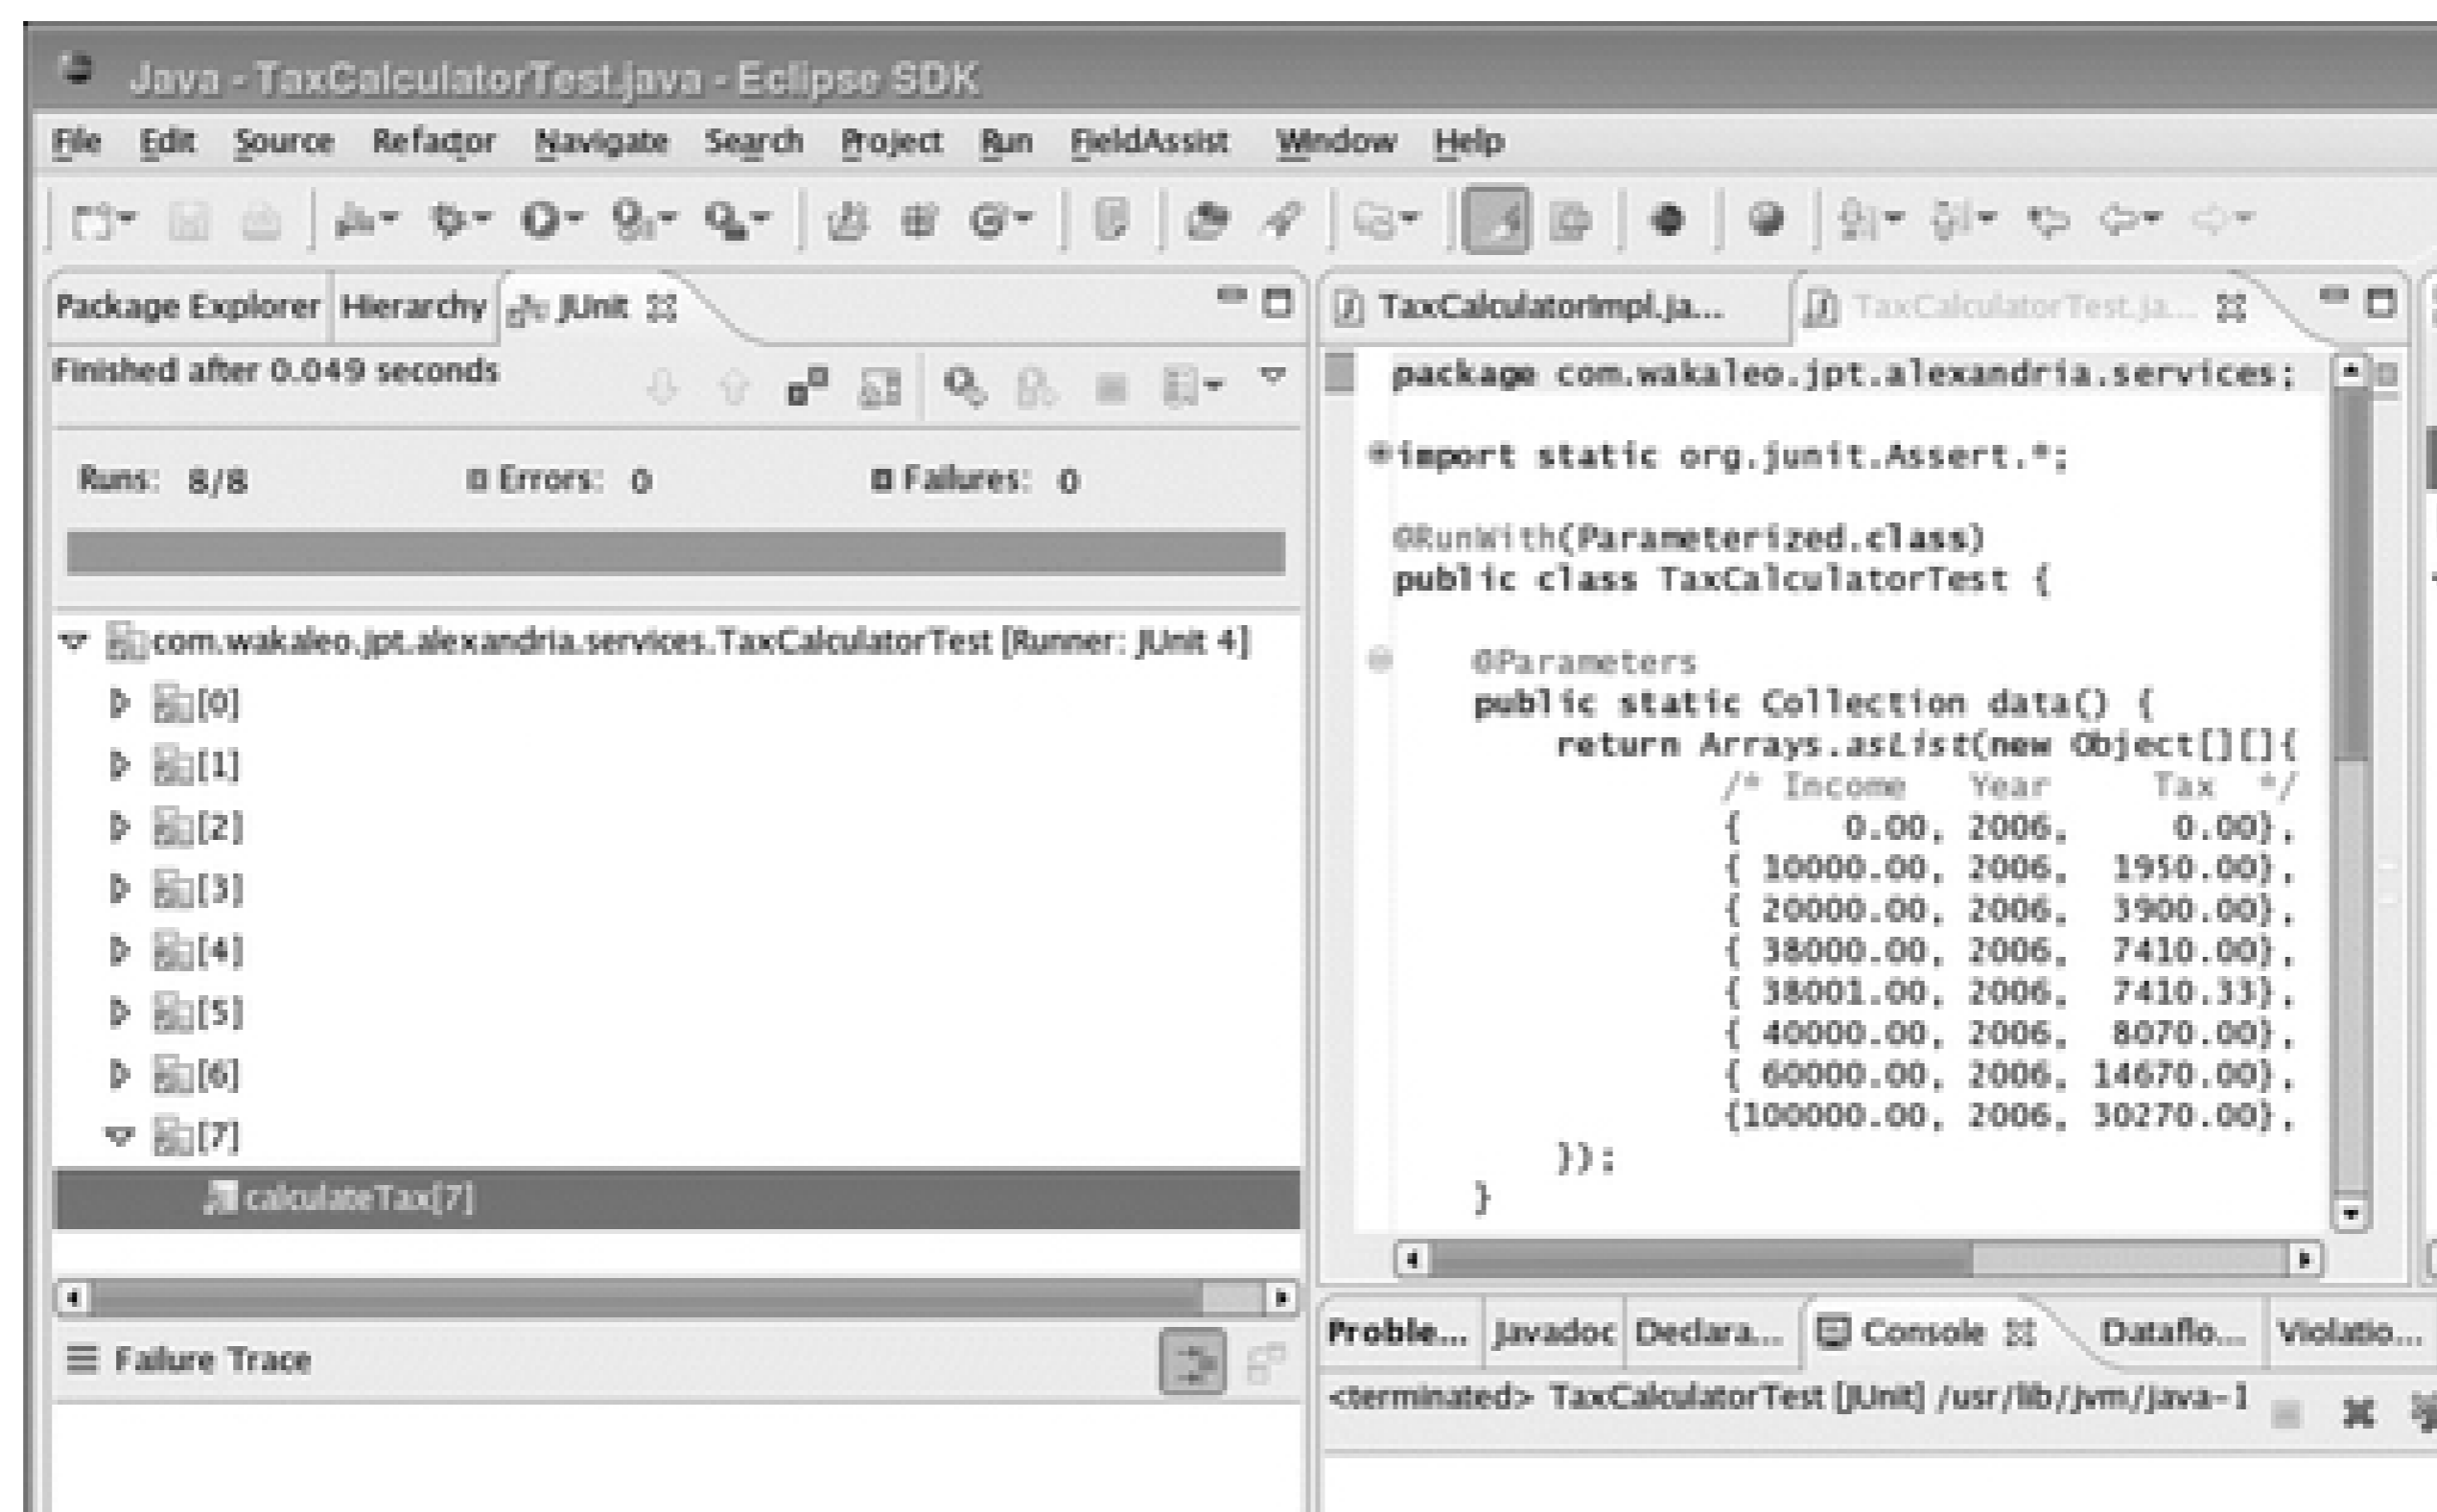 Java - TaxCalculatorTest.java - Eclipse SDK
File Edit Source Refactor Navigate Search Project Run FieldAssist Window Help
Package Explorer Hierarchy JUnit
Finished after 0.049 seconds
Runs: 8/8 Errors: 0 Failures: 0
com.wakaleo.jpt.alexandria.services.TaxCalculatorTest [Runner: JUnit 4]
[0]
[1]
[2]
[3]
[4]
[5]
[6]
[7]
calculateTax[7]
Failure Trace
TaxCalculatorImpl.ja... TaxCalculatorTest.ja...
package com.wakaleo.jpt.alexandria.services;
import static org.junit.Assert.*;
@RunWith(Parameterized.class)
public class TaxCalculatorTest {
@Parameters
public static Collection data() {
return Arrays.asList(new Object[][]{
/* Income Year Tax */
{ 0.00, 2006, 0.00},
{ 10000.00, 2006, 1950.00},
{ 20000.00, 2006, 3900.00},
{ 38000.00, 2006, 7410.00},
{ 38001.00, 2006, 7410.33},
{ 40000.00, 2006, 8070.00},
{ 60000.00, 2006, 14670.00},
{100000.00, 2006, 30270.00},
});
}
Proble... Javadoc Declara... Console Dataflo... Violatio...
<terminated> TaxCalculatorTest [JUnit] /usr/lib/jvm/java-1